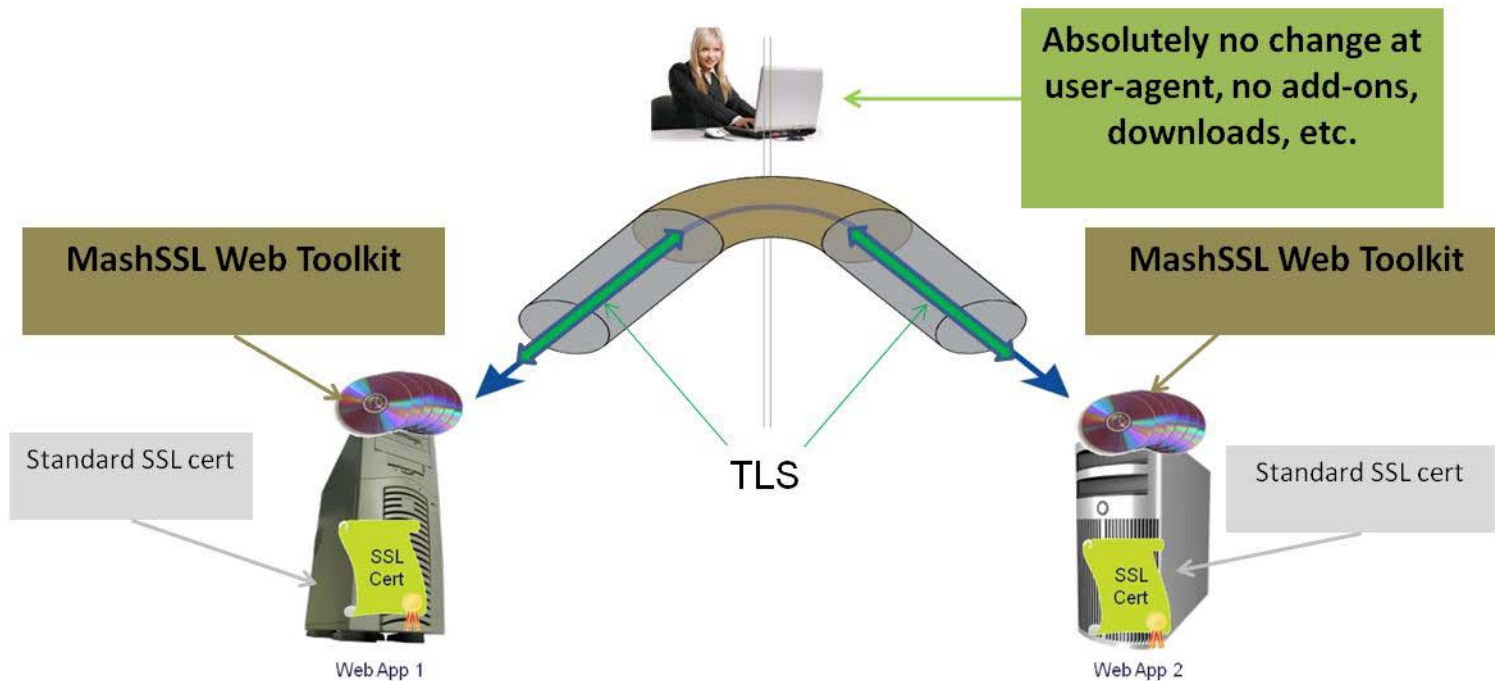 Absolutely no change at
user-agent, no add-ons,
downloads, etc.
MashSSL Web Toolkit
MashSSL Web Toolkit
Standard SSL cert
TLS
Standard SSL cert
SSL
Cert
SSL
Cert
Web App 1
Web App 2